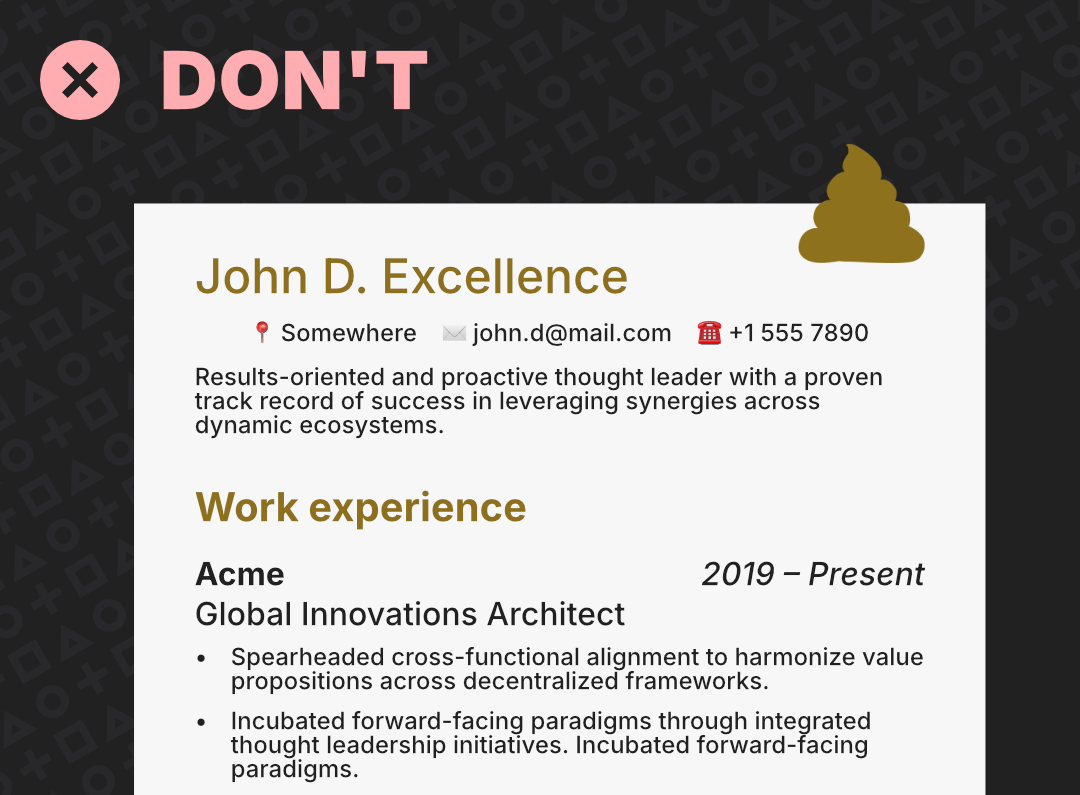 DON'T
John D. Excellence
📍 Somewhere ✉️ john.d@mail.com ☎️ +1 555 7890
Results-oriented and proactive thought leader with a proven
track record of success in leveraging synergies across
dynamic ecosystems.
Work experience
Acme 2019 – Present
Global Innovations Architect
• Spearheaded cross-functional alignment to harmonize value
propositions across decentralized frameworks.
• Incubated forward-facing paradigms through integrated
thought leadership initiatives. Incubated forward-facing
paradigms.